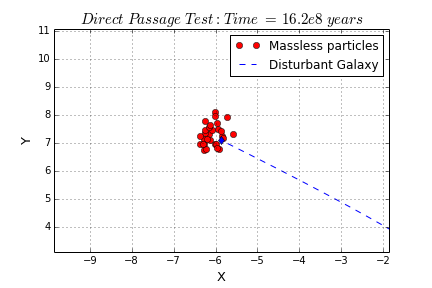 Direct Passage Test: Time = 16.2e8 years
Massless particles
Disturbant Galaxy
11
10
9
8
7
6
5
4
Y
−9 −8 −7 −6 −5 −4 −3 −2
X